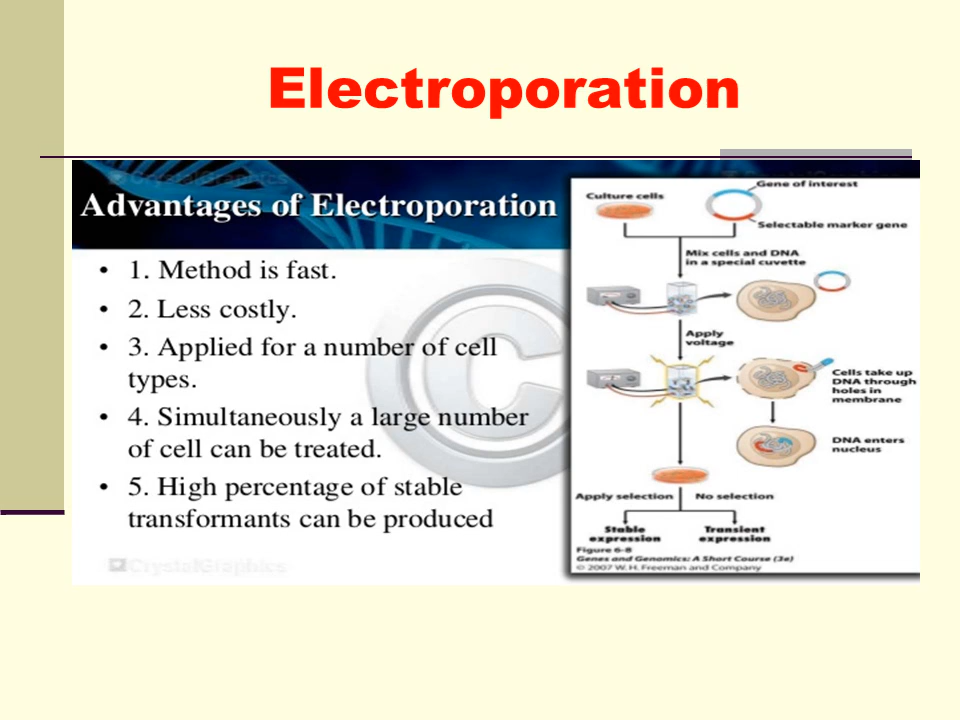 Electroporation
CrystalGraphics
Advantages of Electroporation
• 1. Method is fast.
• 2. Less costly.
• 3. Applied for a number of cell
types.
• 4. Simultaneously a large number
of cell can be treated.
• 5. High percentage of stable
transformants can be produced
CrystalGraphics
Culture cells
Gene of interest
Selectable marker gene
Mix cells and DNA
in a special cuvette
Apply
voltage
Cells take up
DNA through
holes in
membrane
DNA enters
nucleus
Apply selection
No selection
Stable
expression
Transient
expression
Figure 6-8
Genes and Genomics: A Short Course (3e)
© 2007 W. H. Freeman and Company